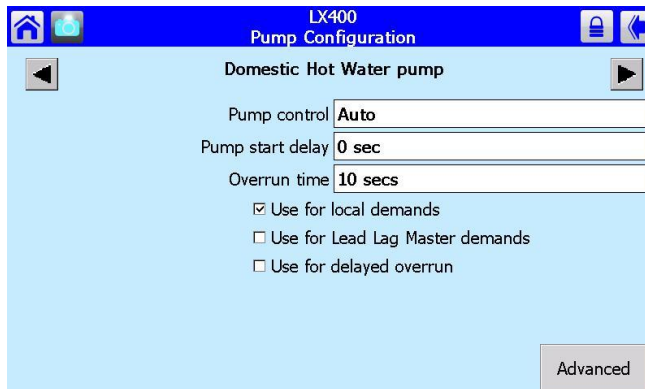 LX400
Pump Configuration
Domestic Hot Water pump
Pump control Auto
Pump start delay 0 sec
Overrun time 10 secs
Use for local demands
Use for Lead Lag Master demands
Use for delayed overrun
Advanced